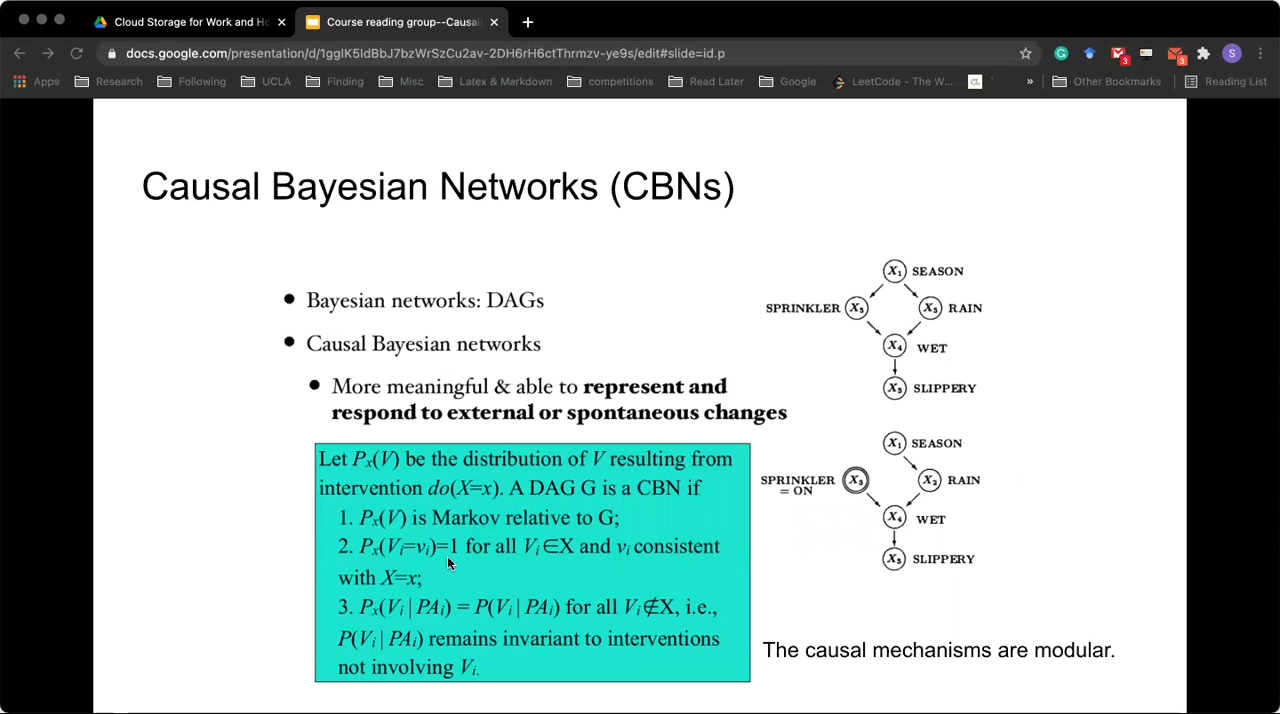 Cloud Storage for Work and Ho
Course reading group--Causal
docs.google.com/presentation/d/1gglK5IdBbJ7bzWrSzCu2av-2DH6rH6ctThrmzv-ye9s/edit#slide=id.p
S
3
3
Apps Research Following UCLA Finding Misc Latex & Markdown competitions Read Later Google LeetCode - The W... CL » Other Bookmarks Reading List
Causal Bayesian Networks (CBNs)
• Bayesian networks: DAGs
• Causal Bayesian networks
• More meaningful & able to represent and
respond to external or spontaneous changes
Let Pₓ(V) be the distribution of V resulting from
intervention do(X=x). A DAG G is a CBN if
1. Pₓ(V) is Markov relative to G;
2. Pₓ(Vᵢ=vᵢ)=1 for all Vᵢ∈X and vᵢ consistent
with X=x;
3. Pₓ(Vᵢ | PAᵢ) = P(Vᵢ | PAᵢ) for all Vᵢ∉X, i.e.,
P(Vᵢ | PAᵢ) remains invariant to interventions
not involving Vᵢ.
X₁ SEASON
SPRINKLER X₃ X₃ RAIN
X₄ WET
X₅ SLIPPERY
X₁ SEASON
SPRINKLER X₃ X₂ RAIN
= ON
X₄ WET
X₅ SLIPPERY
The causal mechanisms are modular.